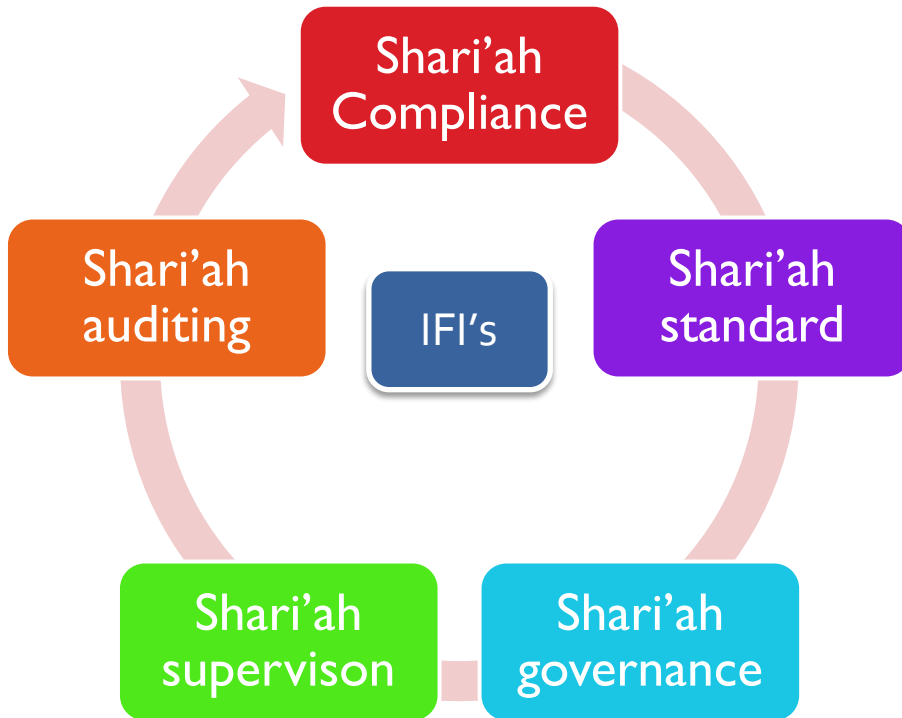 Shari’ah
Compliance
Shari’ah
standard
Shari’ah
governance
Shari’ah
supervison
Shari’ah
auditing
IFI’s